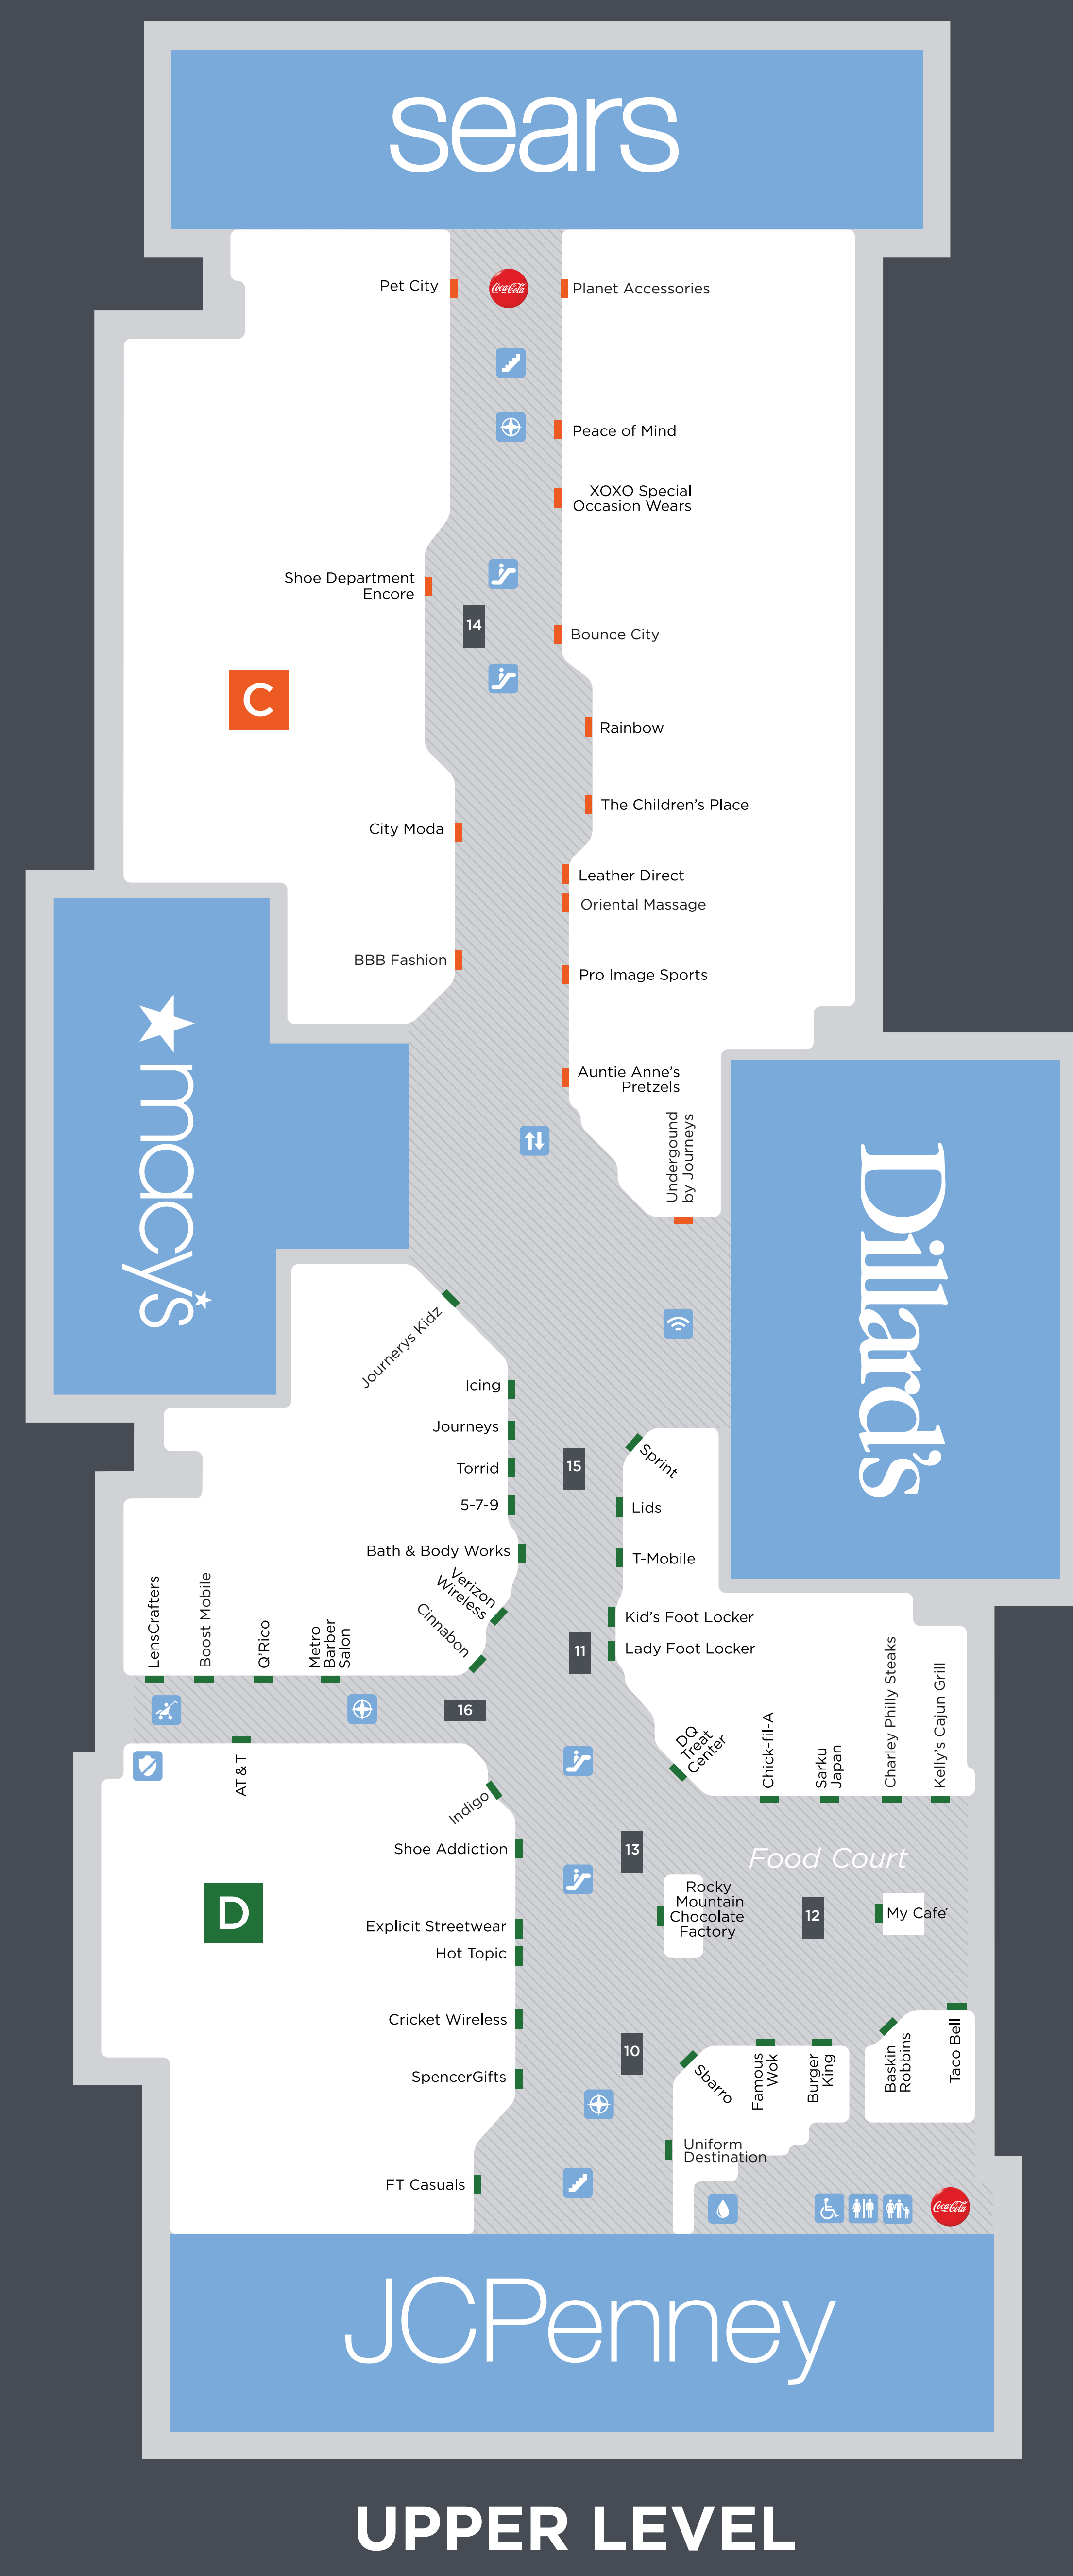 sears
Pet City
Coca-Cola
Planet Accessories
Peace of Mind
XOXO Special
Occasion Wears
Shoe Department
Encore
14
Bounce City
C
Rainbow
The Children's Place
City Moda
Leather Direct
Oriental Massage
BBB Fashion
Pro Image Sports
macy's
Auntie Anne's
Pretzels
Undergound
by Journeys
Dillard's
Journerys Kidz
Icing
Journeys
Torrid
5-7-9
15
Sprint
Lids
T-Mobile
Bath & Body Works
Verizon
Wireless
Cinnabon
LensCrafters
Boost Mobile
Q'Rico
Metro
Barber
Salon
11
Kid's Foot Locker
Lady Foot Locker
16
DQ
Treat
Center
Chick-fil-A
Sarku
Japan
Charley Philly Steaks
Kelly's Cajun Grill
AT&T
Indigo
Shoe Addiction
13
Food Court
D
Rocky
Mountain
Chocolate
Factory
12
My Cafe'
Explicit Streetwear
Hot Topic
Cricket Wireless
10
SpencerGifts
Sbarro
Famous
Wok
Burger
King
Baskin
Robbins
Taco Bell
Uniform
Destination
FT Casuals
Coca-Cola
JCPenney
UPPER LEVEL